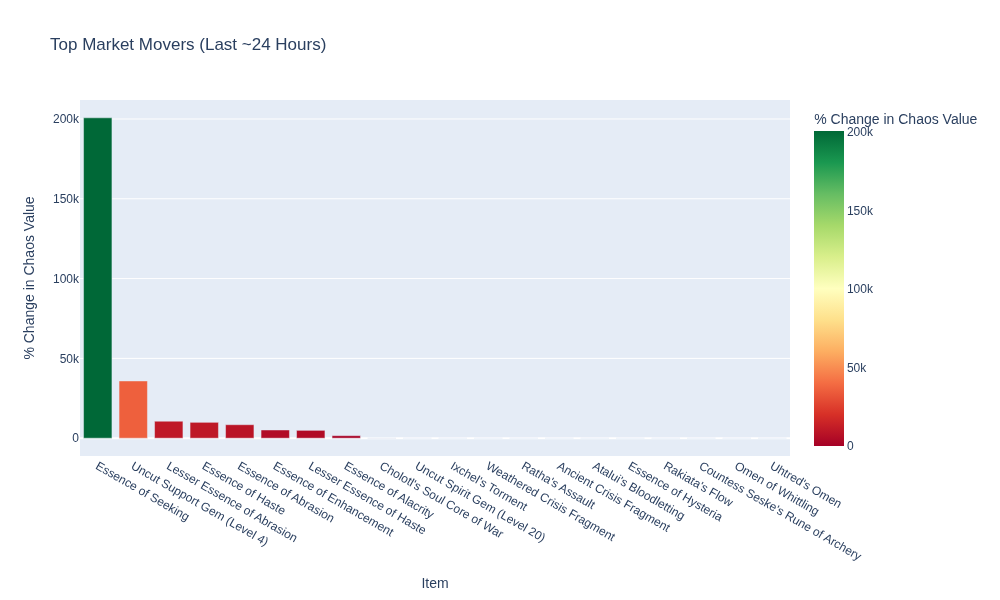 Top Market Movers (Last ~24 Hours)
% Change in Chaos Value
200k
150k
100k
50k
0
% Change in Chaos Value
200k
150k
100k
50k
0
Essence of Seeking
Uncut Support Gem (Level 4)
Lesser Essence of Abrasion
Essence of Haste
Essence of Abrasion
Essence of Enhancement
Lesser Essence of Haste
Essence of Alacrity
Cholotl's Soul Core of War
Uncut Spirit Gem (Level 20)
Ixchel's Torment
Weathered Crisis Fragment
Ratha's Assault
Ancient Crisis Fragment
Atalui's Bloodletting
Essence of Hysteria
Rakiata's Flow
Countess Seske's Rune of Archery
Omen of Whittling
Uhtred's Omen
Item